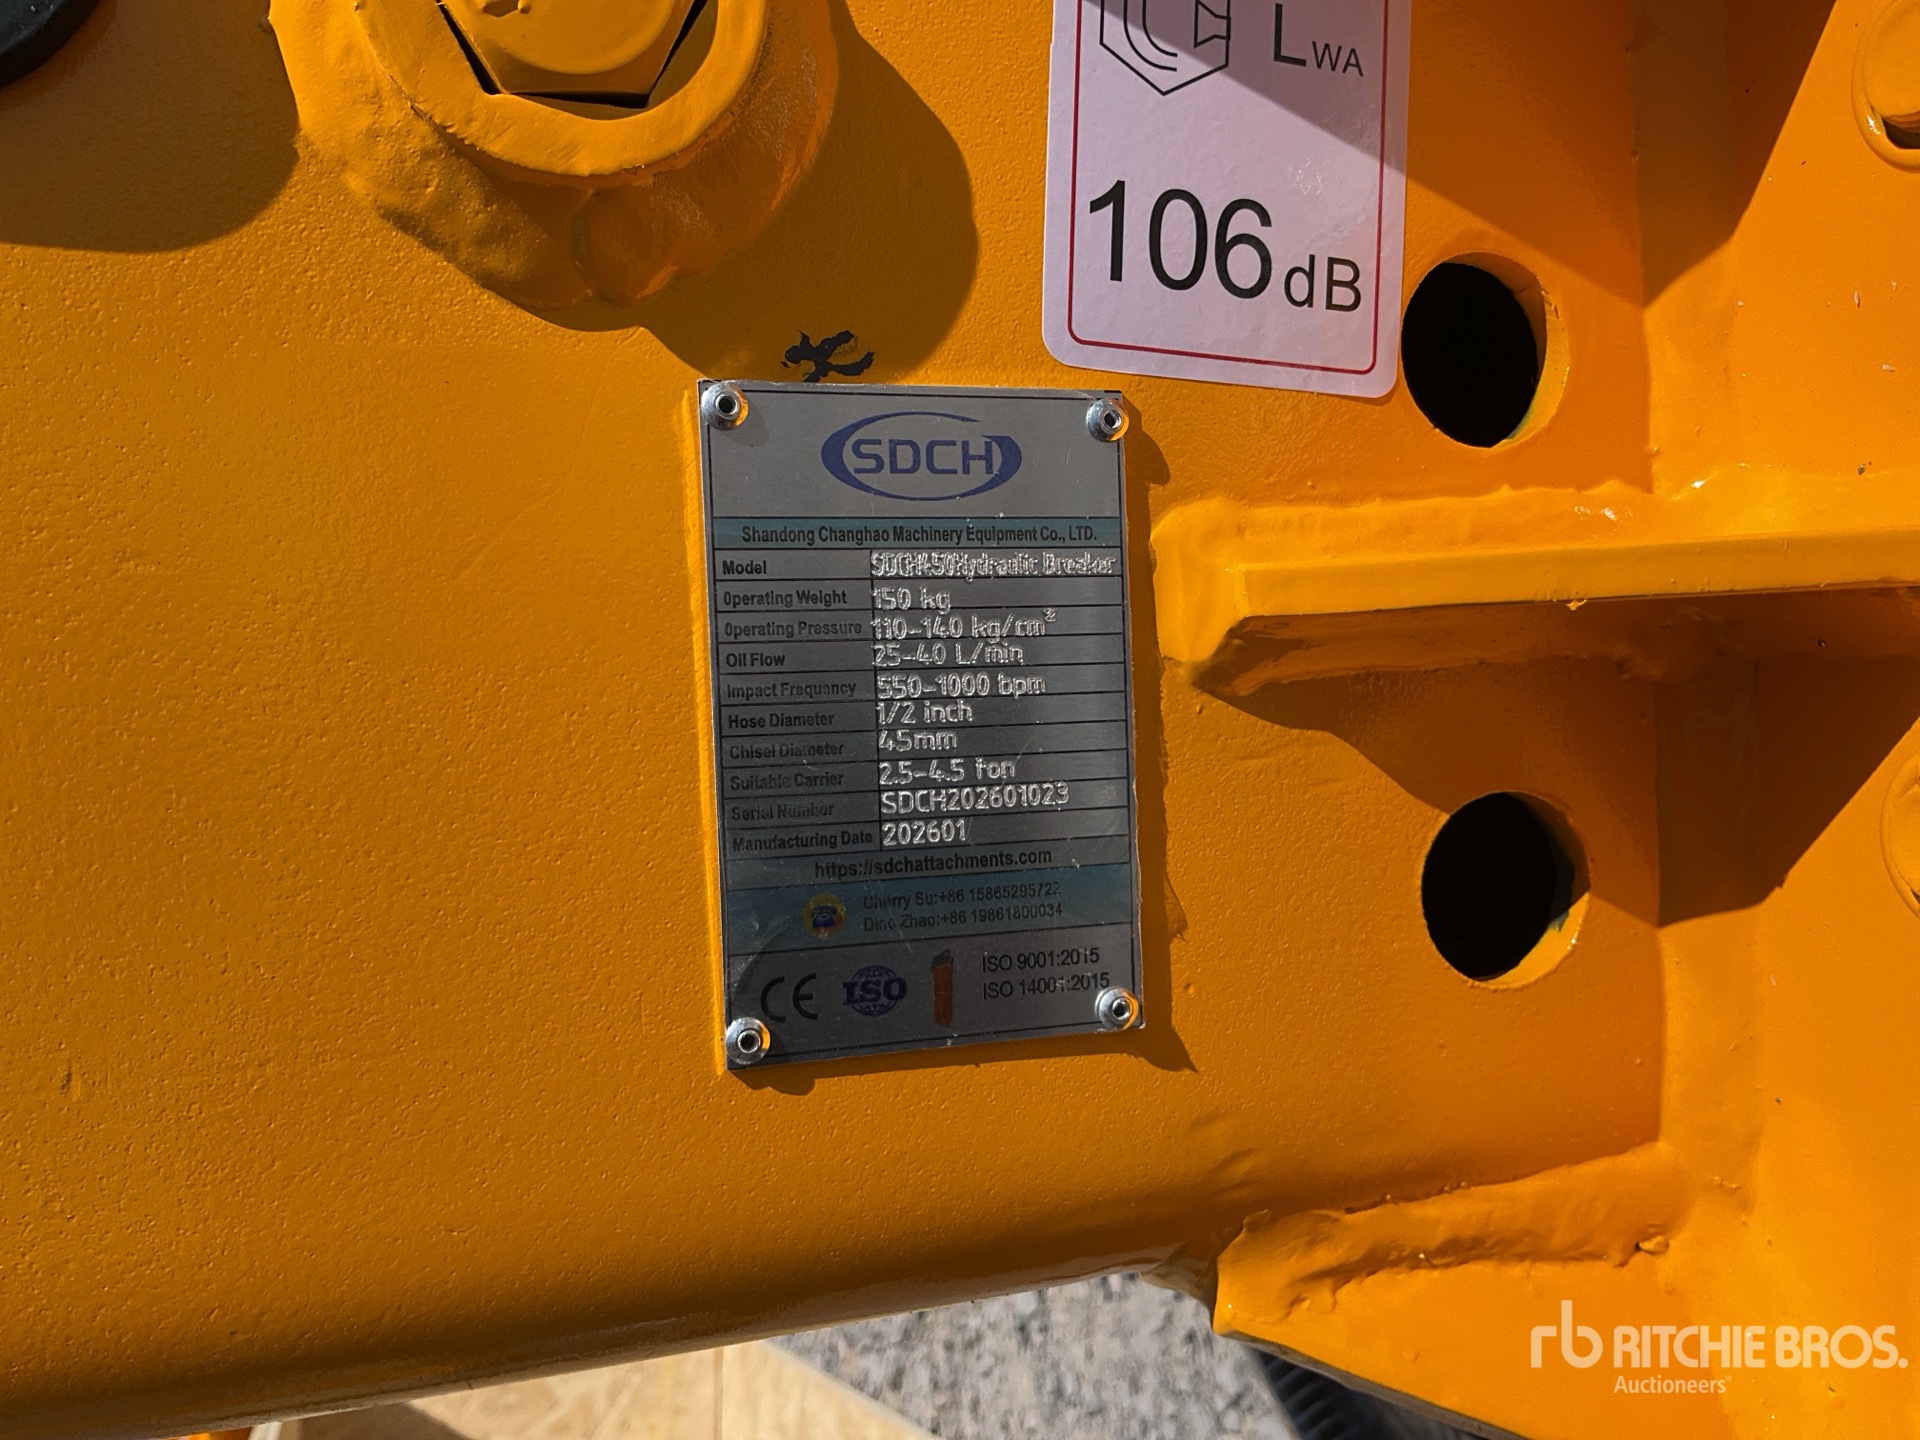 LWA
106dB
SDCH
Shandong Changhao Machinery Equipment Co., LTD.
Model SDCH450Hydraulic Breaker
Operating Weight 150 kg
Operating Pressure 110-140 kg/cm²
Oil Flow 25-40 L/min
Impact Frequency 550-1000 bpm
Hose Diameter 1/2 inch
Chisel Diameter 45mm
Suitable Carrier 2.5-4.5 ton
Serial Number SDCH202601023
Manufacturing Date 202601
https://sdchattachments.com
Cherry Su:+86 15865295722
Dino Zhao:+86 19861800034
CE ISO ISO 9001:2015
ISO 14001:2015
rb RITCHIE BROS.
Auctioneers